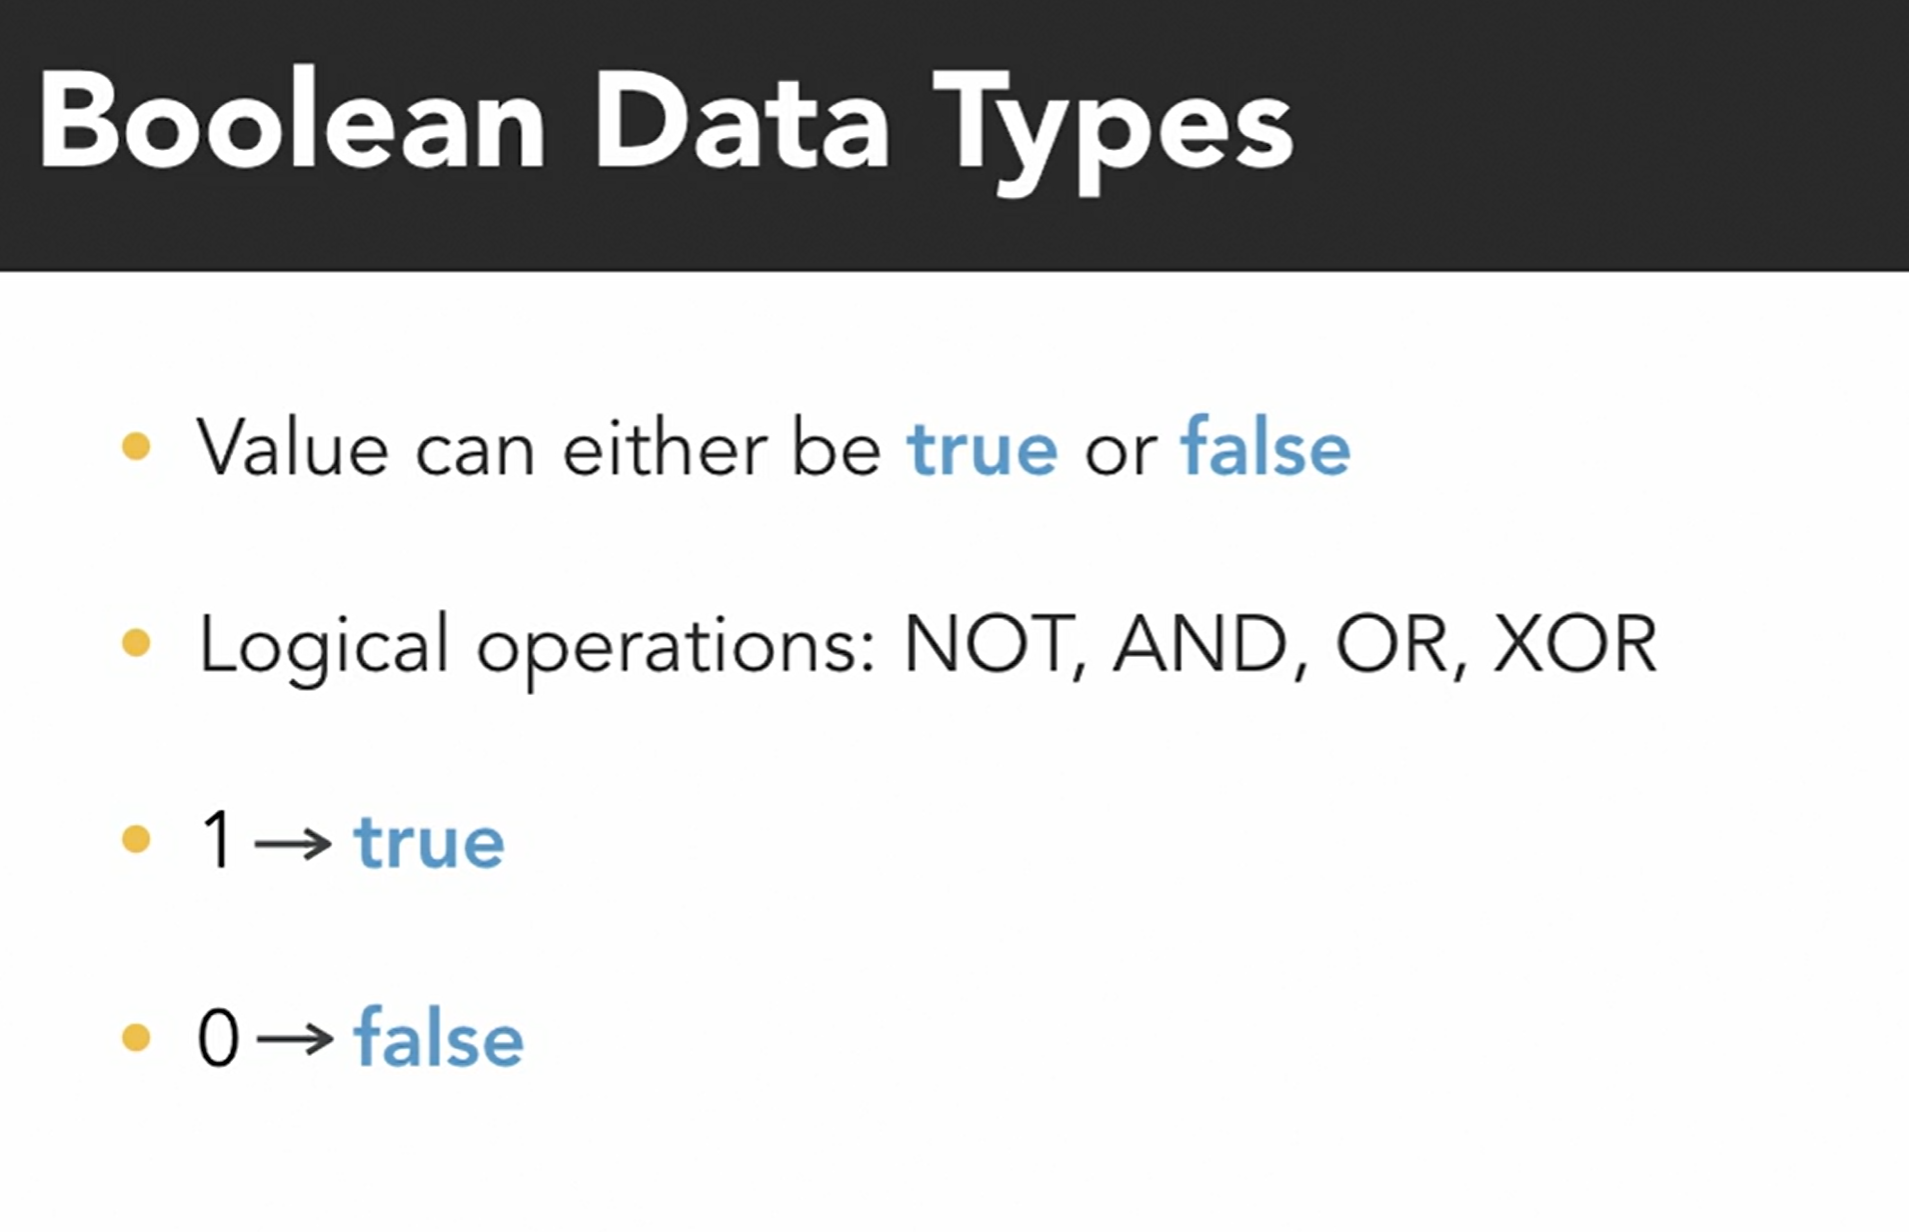 Boolean Data Types
Value can either be true or false
Logical operations: NOT, AND, OR, XOR
1 → true
0 → false